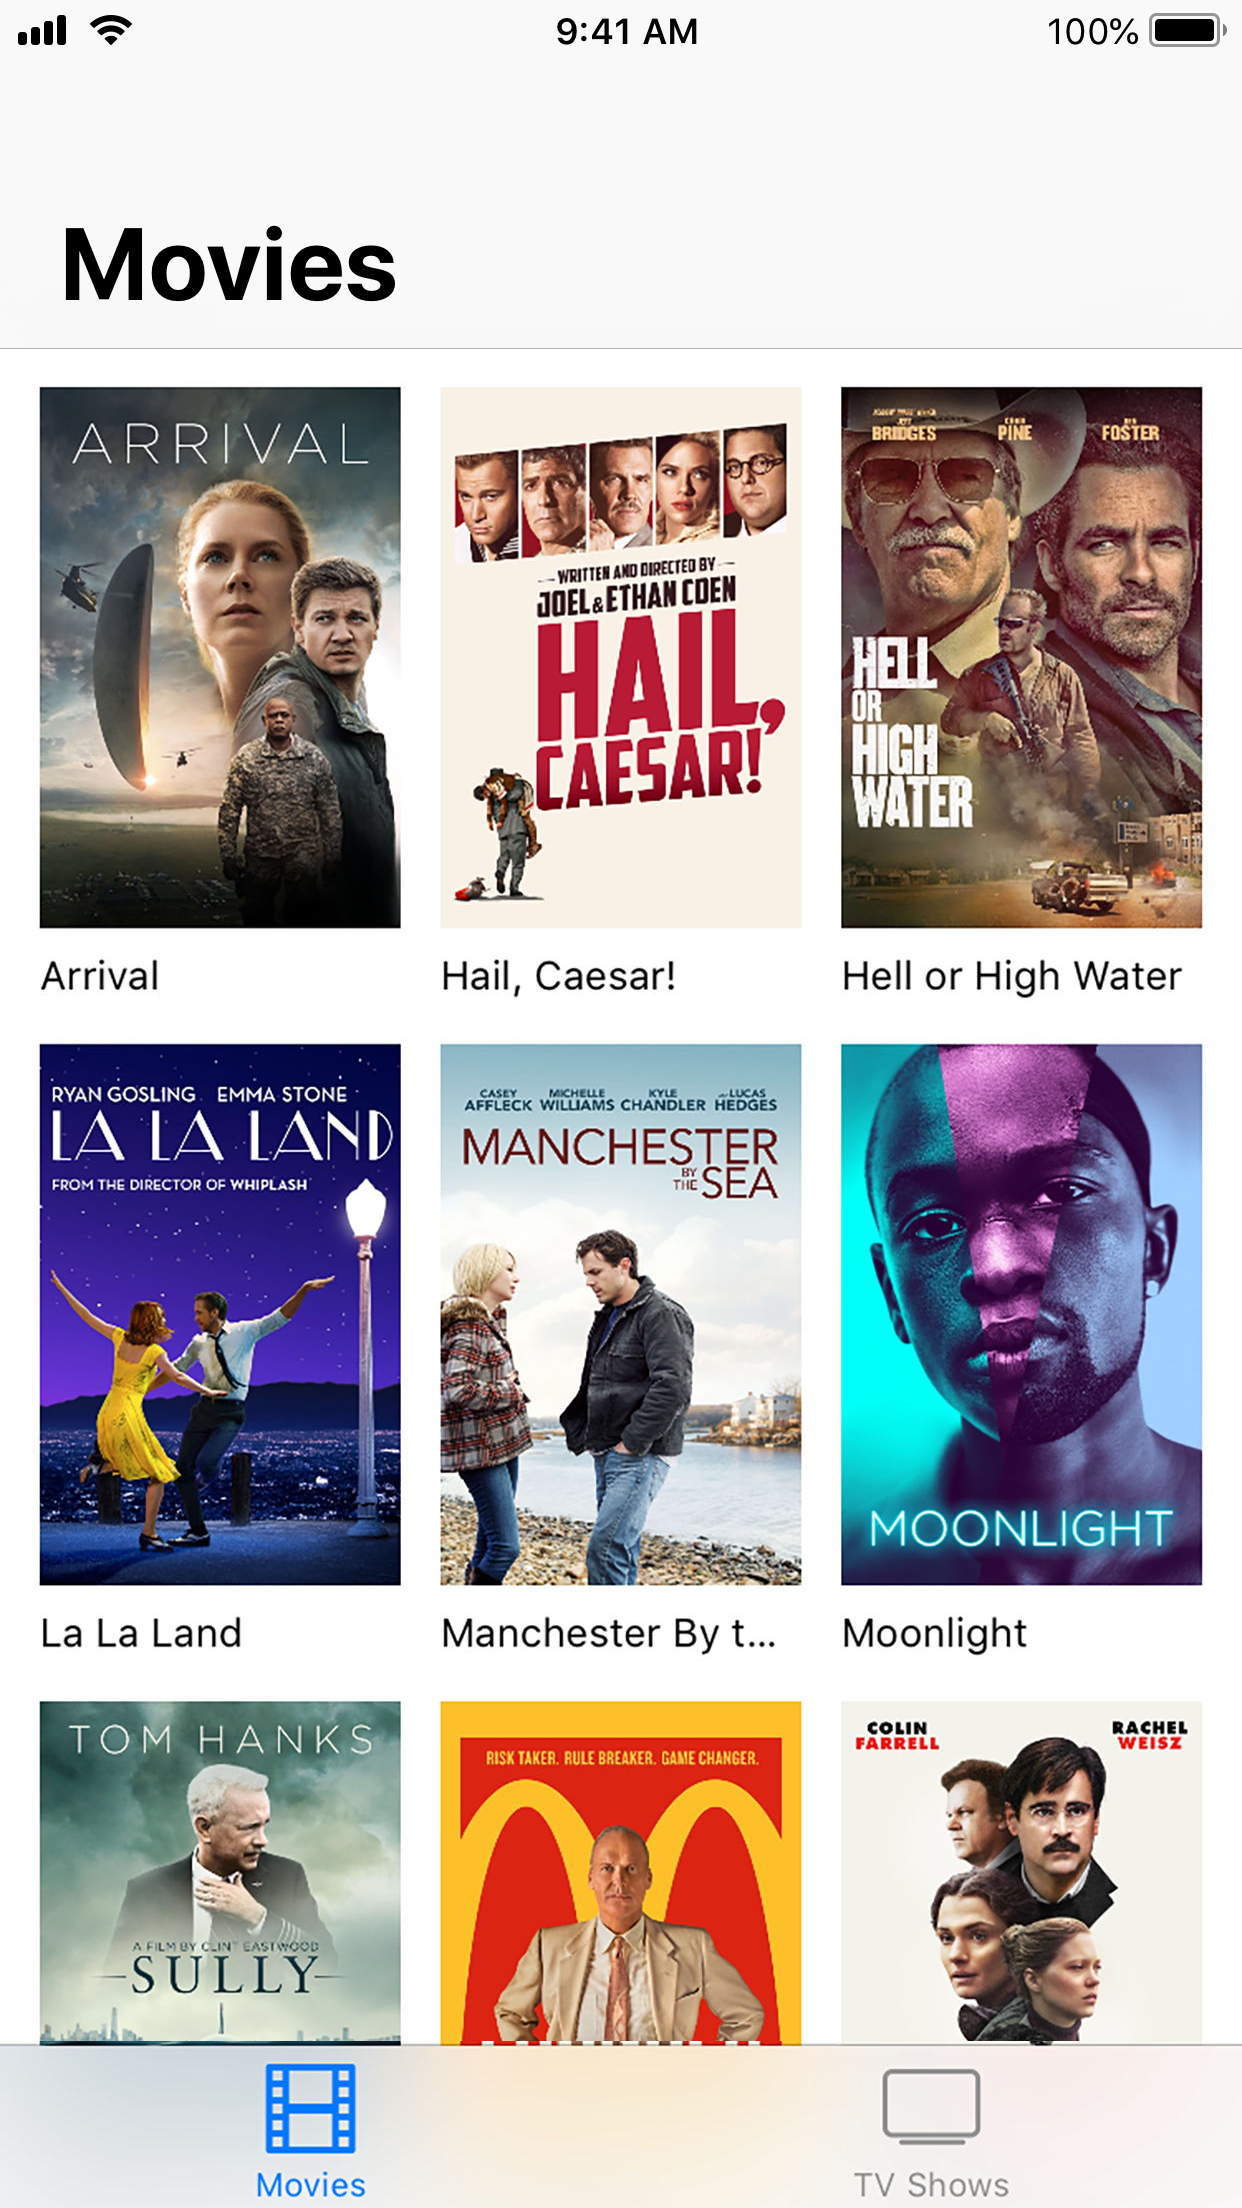 9:41 AM
100%
Movies
ARRIVAL
WRITTEN AND DIRECTED BY
JOEL & ETHAN COEN
HAIL,
CAESAR!
JEFF
BRIDGES
CHRIS
PINE
BEN
FOSTER
HELL
OR
HIGH
WATER
Arrival
Hail, Caesar!
Hell or High Water
RYAN GOSLING EMMA STONE
LA LA LAND
FROM THE DIRECTOR OF WHIPLASH
CASEY
AFFLECK
MICHELLE
WILLIAMS
KYLE
CHANDLER
AND LUCAS
HEDGES
MANCHESTER
BY
THE SEA
MOONLIGHT
La La Land
Manchester By t...
Moonlight
TOM HANKS
A FILM BY CLINT EASTWOOD
SULLY
RISK TAKER. RULE BREAKER. GAME CHANGER.
COLIN
FARRELL
RACHEL
WEISZ
Movies
TV Shows